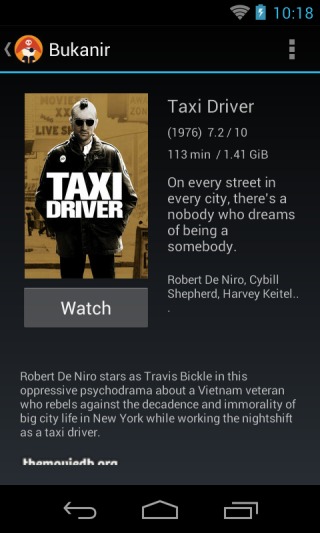 10:18
Bukanir
Taxi Driver
(1976) 7.2 / 10
113 min / 1.41 GiB
On every street in
every city, there's a
nobody who dreams
of being a
somebody.
Robert De Niro, Cybill
Shepherd, Harvey Keitel..
.
MOVIE
LIVE S
TAXI
DRIVER
Watch
Robert De Niro stars as Travis Bickle in this
oppressive psychodrama about a Vietnam veteran
who rebels against the decadence and immorality of
big city life in New York while working the nightshift
as a taxi driver.
themoviedb.org